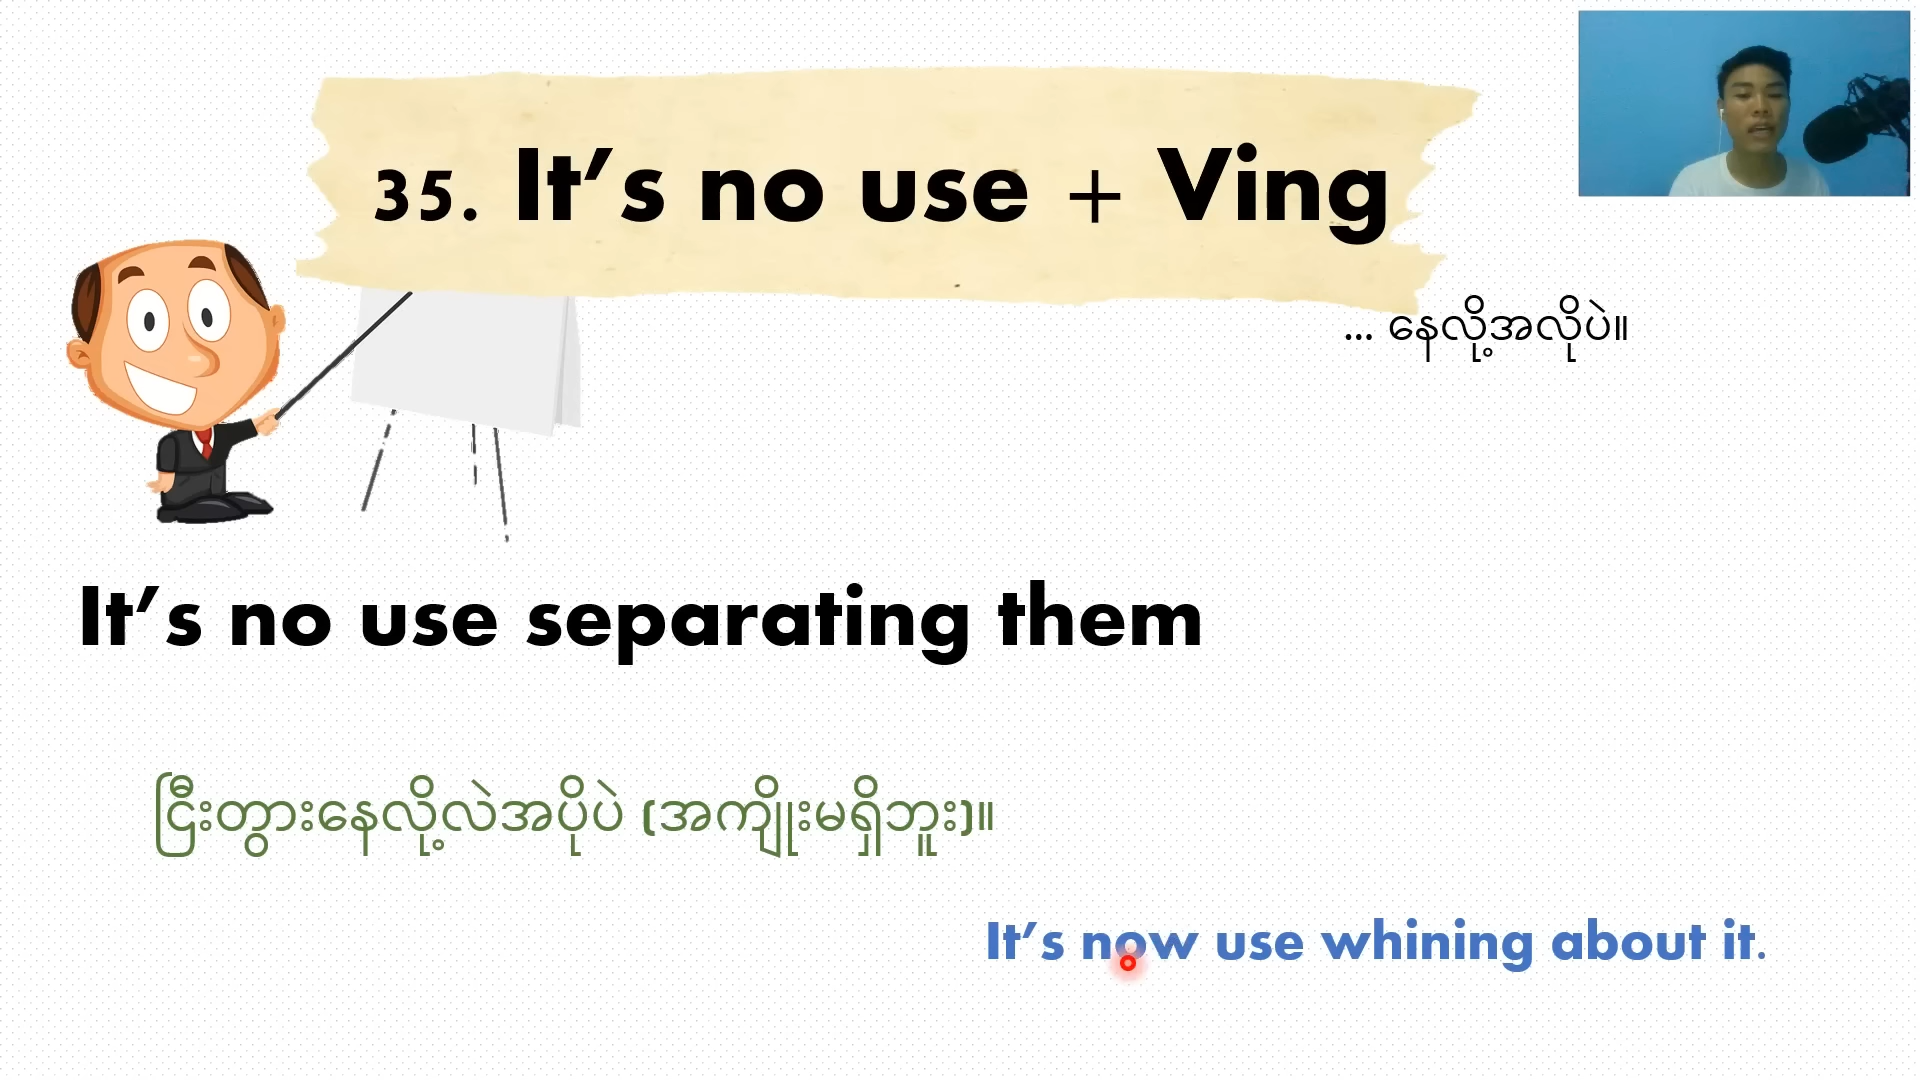 35. It’s no use + Ving
... နေလို့အလိုပဲ။
It’s no use separating them
ငြီးတွားနေလို့လဲအပိုပဲ (အကျိုးမရှိဘူး)။
It’s now use whining about it.